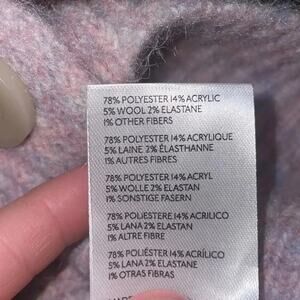 78% POLYESTER 14% ACRYLIC
5% WOOL 2% ELASTANE
1% OTHER FIBERS
78% POLYESTER 14% ACRYLIQUE
5% LAINE 2% ÉLASTHANNE
1% AUTRES FIBRES
78% POLYESTER 14% ACRYL
5% WOLLE 2% ELASTAN
1% SONSTIGE FASERN
78% POLIESTERE 14% ACRILICO
5% LANA 2% ELASTAN
1% ALTRE FIBRE
78% POLIÉSTER 14% ACRÍLICO
5% LANA 2% ELASTANE
1% OTRAS FIBRAS